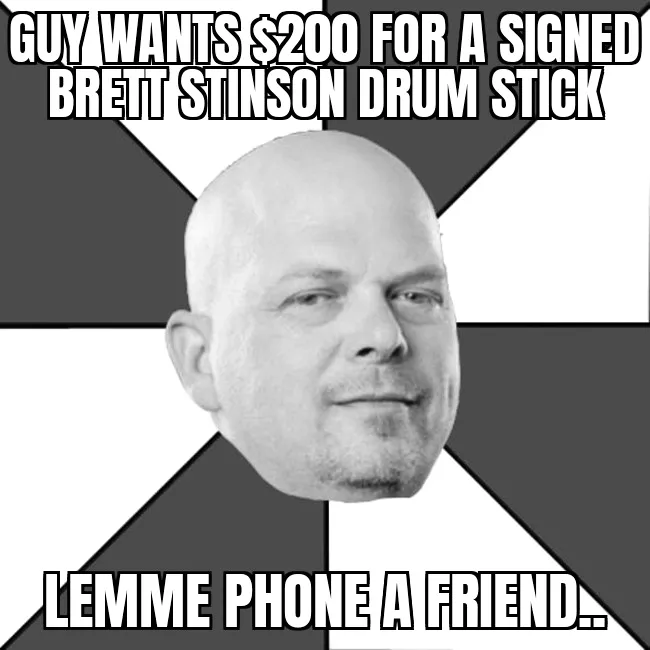 GUY WANTS $200 FOR A SIGNED
BRETT STINSON DRUM STICK
LEMME PHONE A FRIEND..